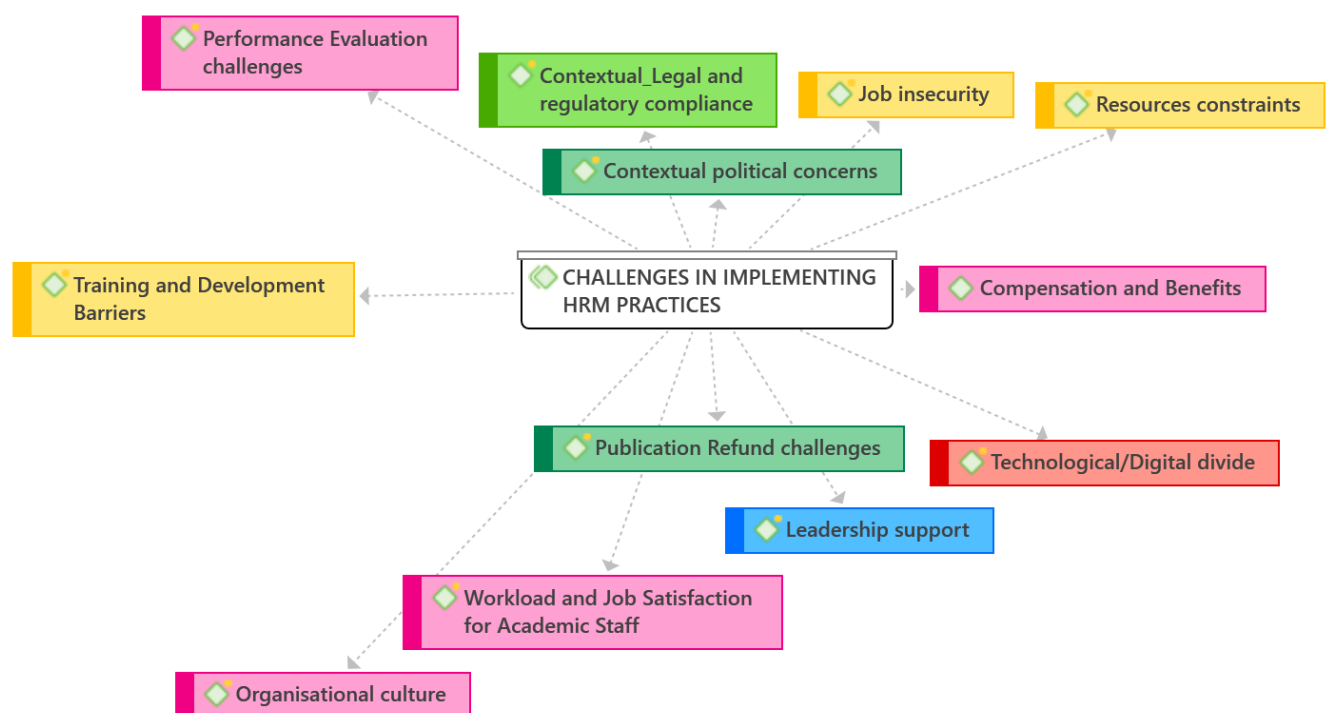 Performance Evaluation
challenges
Contextual_Legal and
regulatory compliance
Job insecurity
Resources constraints
Contextual political concerns
CHALLENGES IN IMPLEMENTING
HRM PRACTICES
Training and Development
Barriers
Compensation and Benefits
Publication Refund challenges
Technological/Digital divide
Leadership support
Workload and Job Satisfaction
for Academic Staff
Organisational culture